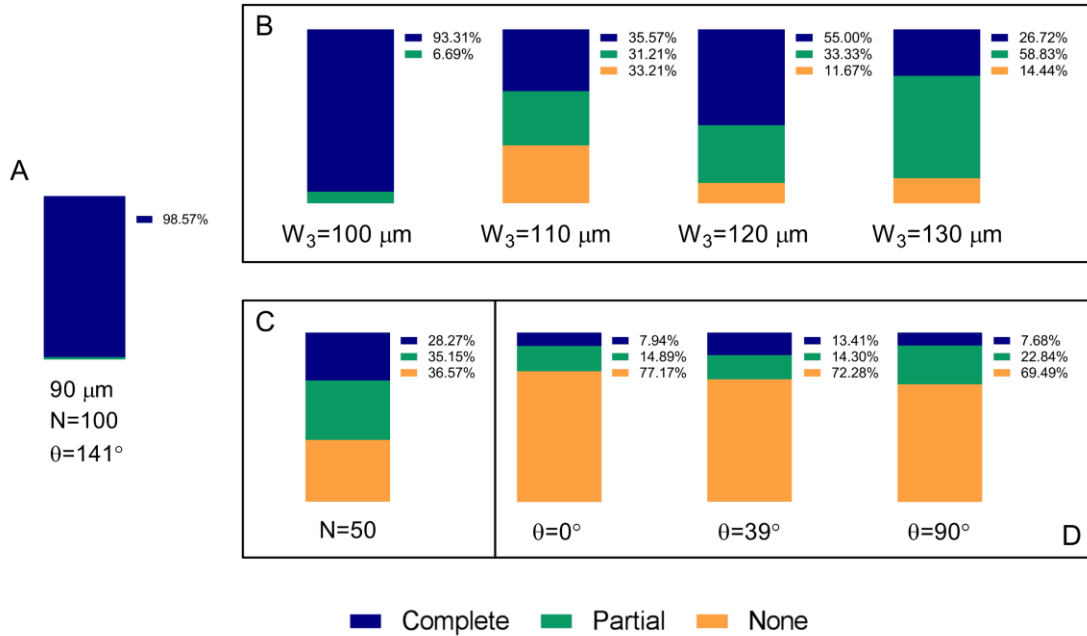 A
98.57%
90 μm
N=100
θ=141°
B
93.31%
6.69%
W₃=100 μm
35.57%
31.21%
33.21%
W₃=110 μm
55.00%
33.33%
11.67%
W₃=120 μm
26.72%
58.83%
14.44%
W₃=130 μm
C
28.27%
35.15%
36.57%
N=50
7.94%
14.89%
77.17%
θ=0°
13.41%
14.30%
72.28%
θ=39°
7.68%
22.84%
69.49%
θ=90°
D
Complete Partial None